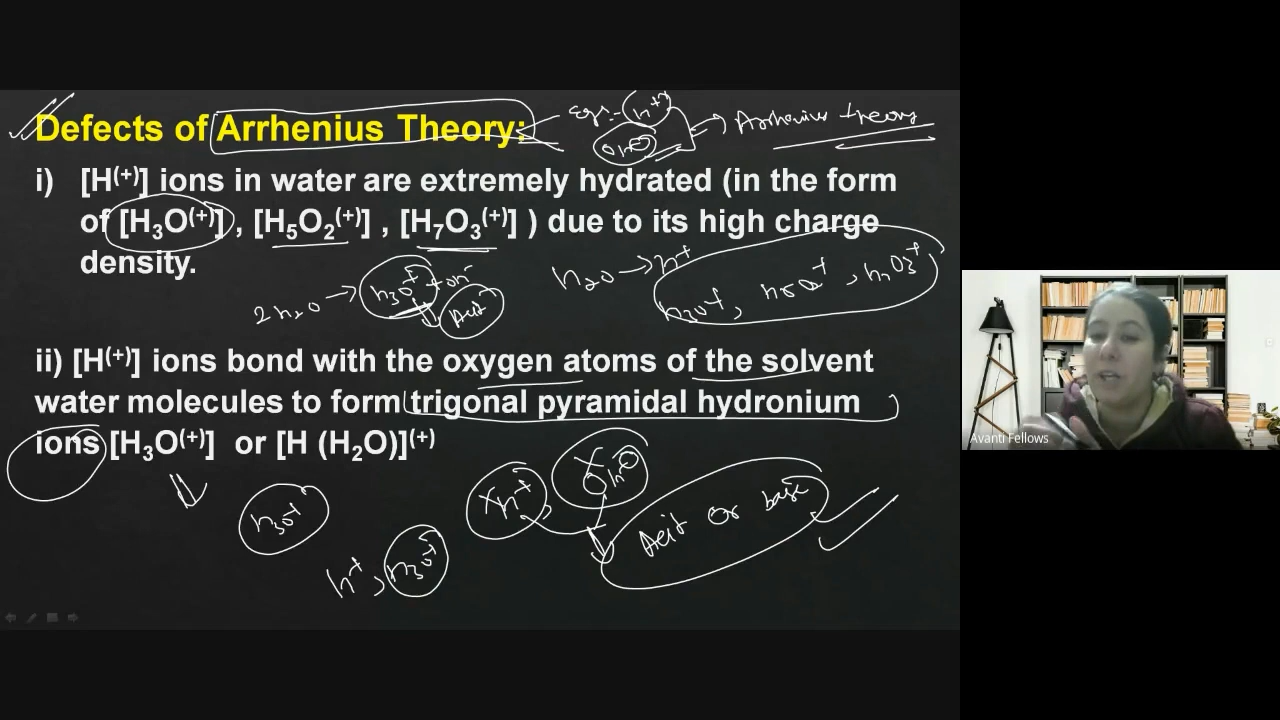 Defects of Arrhenius Theory:
Egs:- H⁺
OH⊖
→ Arrhenius theory
i) [H⁽⁺⁾] ions in water are extremely hydrated (in the form
of [H₃O⁽⁺⁾] , [H₅O₂⁽⁺⁾] , [H₇O₃⁽⁺⁾] ) due to its high charge
density.
2H₂O → H₃O⁺ + OH⁻
H₂O → H⁺
H₃O⁺, H₅O₂⁺, H₇O₃⁺
ii) [H⁽⁺⁾] ions bond with the oxygen atoms of the solvent
water molecules to form trigonal pyramidal hydronium
ions [H₃O⁽⁺⁾] or [H (H₂O)]⁽⁺⁾
H₃O⁺
H⁺, H₃O⁺
H⁺, OH⊖
Acid or base
Avanti Fellows